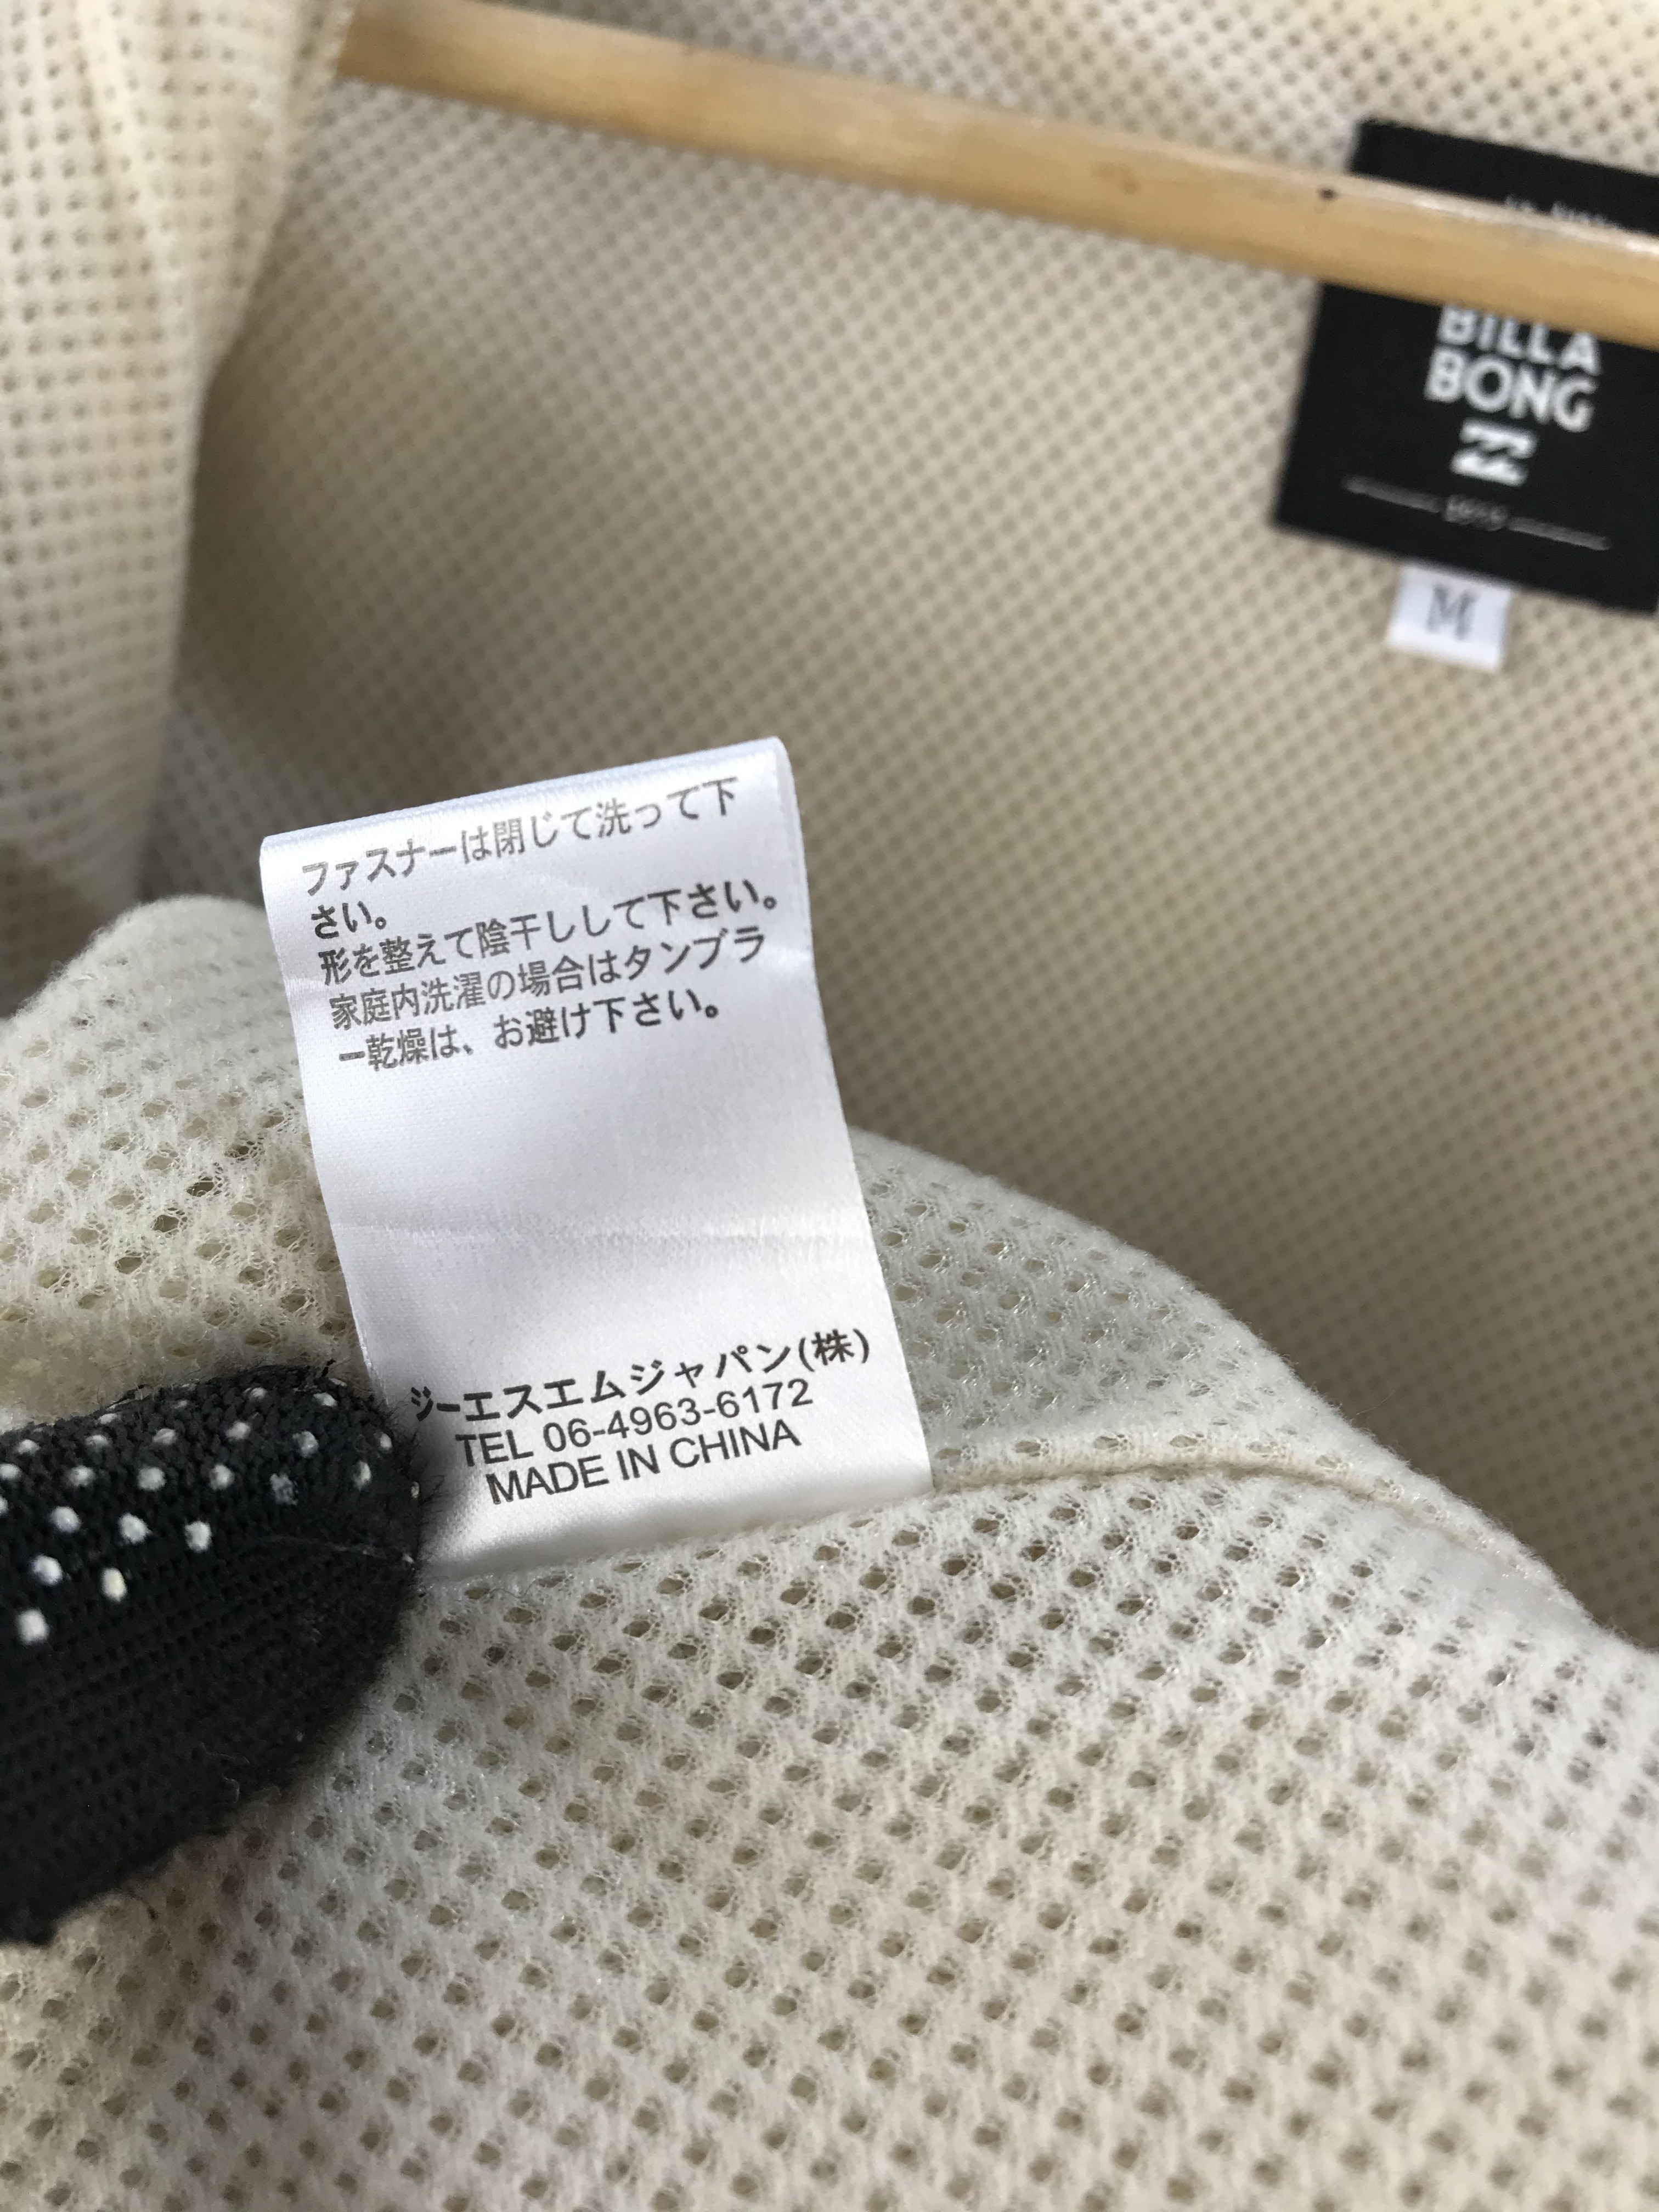 BILLA
BONG
1973
M
ファスナーは閉じて洗って下
さい。
形を整えて陰干しして下さい。
家庭内洗濯の場合はタンブラ
ー乾燥は、お避け下さい。
ジーエスエムジャパン(株)
TEL 06-4963-6172
MADE IN CHINA